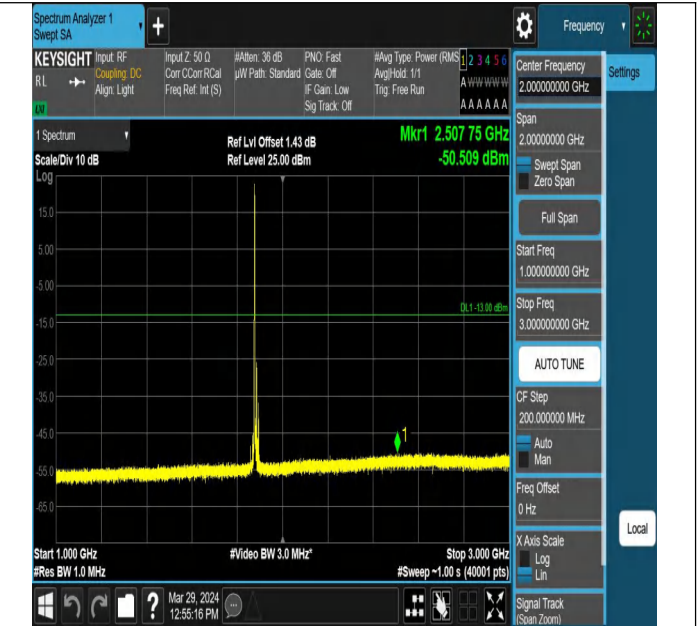 Spectrum Analyzer 1
Swept SA
+
Frequency
KEYSIGHT
RL
LXI
Input: RF
Coupling: DC
Align: Light
Input Z: 50 Ω
Corr CCorr RCal
Freq Ref: Int (S)
#Atten: 36 dB
µW Path: Standard
PNO: Fast
Gate: Off
IF Gain: Low
Sig Track: Off
#Avg Type: Power (RMS
Avg|Hold: 1/1
Trig: Free Run
1 2 3 4 5 6
A W W W W W
A A A A A A
1 Spectrum
Scale/Div 10 dB
Log
Ref Lvl Offset 1.43 dB
Ref Level 25.00 dBm
Mkr1 2.507 75 GHz
-50.509 dBm
15.0
5.00
-5.00
-15.0
-25.0
-35.0
-45.0
-55.0
-65.0
DL1 -13.00 dBm
1
Start 1.000 GHz
#Res BW 1.0 MHz
#Video BW 3.0 MHz*
Stop 3.000 GHz
#Sweep ~1.00 s (40001 pts)
Center Frequency
2.000000000 GHz
Settings
Span
2.00000000 GHz
Swept Span
Zero Span
Full Span
Start Freq
1.000000000 GHz
Stop Freq
3.000000000 GHz
AUTO TUNE
CF Step
200.000000 MHz
Auto
Man
Freq Offset
0 Hz
X Axis Scale
Log
Lin
Local
Signal Track
(Span Zoom)
?
Mar 29, 2024
12:55:16 PM